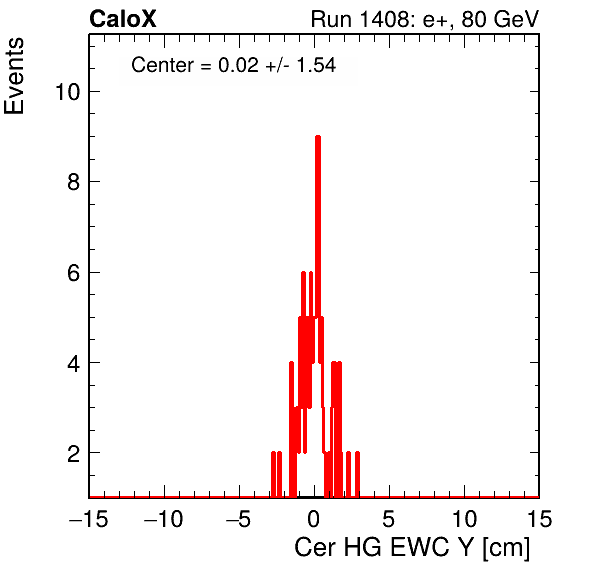 CaloX Run 1408: e+, 80 GeV
Center = 0.02 +/- 1.54
Events
10
8
6
4
2
−15 −10 −5 0 5 10 15
Cer HG EWC Y [cm]